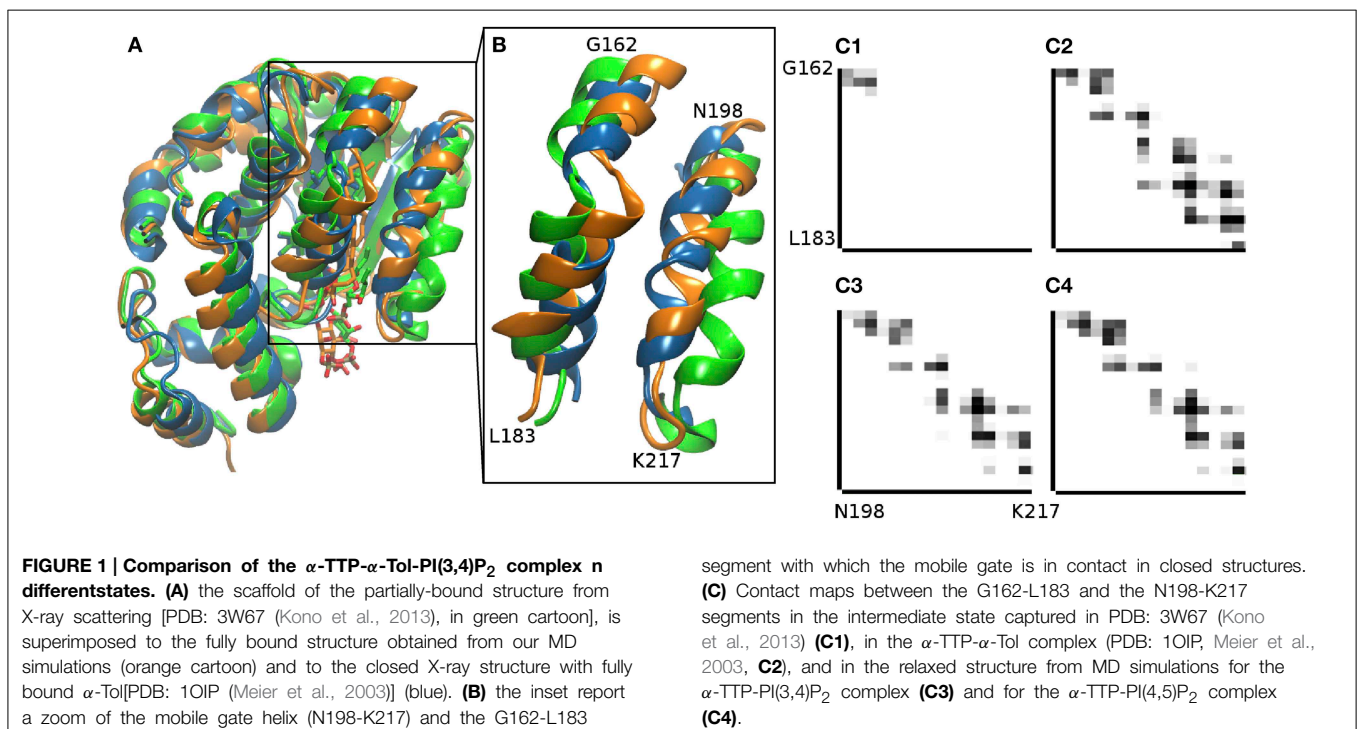 A
B
G162
N198
L183
K217
C1
C2
G162
L183
C3
C4
N198
K217
FIGURE 1 | Comparison of the α-TTP-α-Tol-PI(3,4)P₂ complex n
differentstates. (A) the scaffold of the partially-bound structure from
X-ray scattering [PDB: 3W67 (Kono et al., 2013), in green cartoon], is
superimposed to the fully bound structure obtained from our MD
simulations (orange cartoon) and to the closed X-ray structure with fully
bound α-Tol[PDB: 1OIP (Meier et al., 2003)] (blue). (B) the inset report
a zoom of the mobile gate helix (N198-K217) and the G162-L183
segment with which the mobile gate is in contact in closed structures.
(C) Contact maps between the G162-L183 and the N198-K217
segments in the intermediate state captured in PDB: 3W67 (Kono
et al., 2013) (C1), in the α-TTP-α-Tol complex (PDB: 1OIP, Meier et al.,
2003, C2), and in the relaxed structure from MD simulations for the
α-TTP-PI(3,4)P₂ complex (C3) and for the α-TTP-PI(4,5)P₂ complex
(C4).